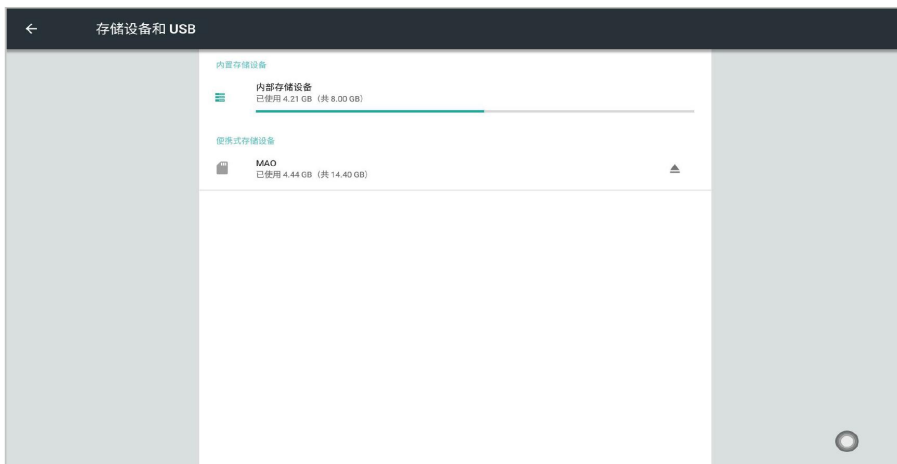 存储设备和 USB
内置存储设备
内部存储设备
已使用 4.21 GB（共 8.00 GB）
便携式存储设备
MAO
已使用 4.44 GB（共 14.40 GB）